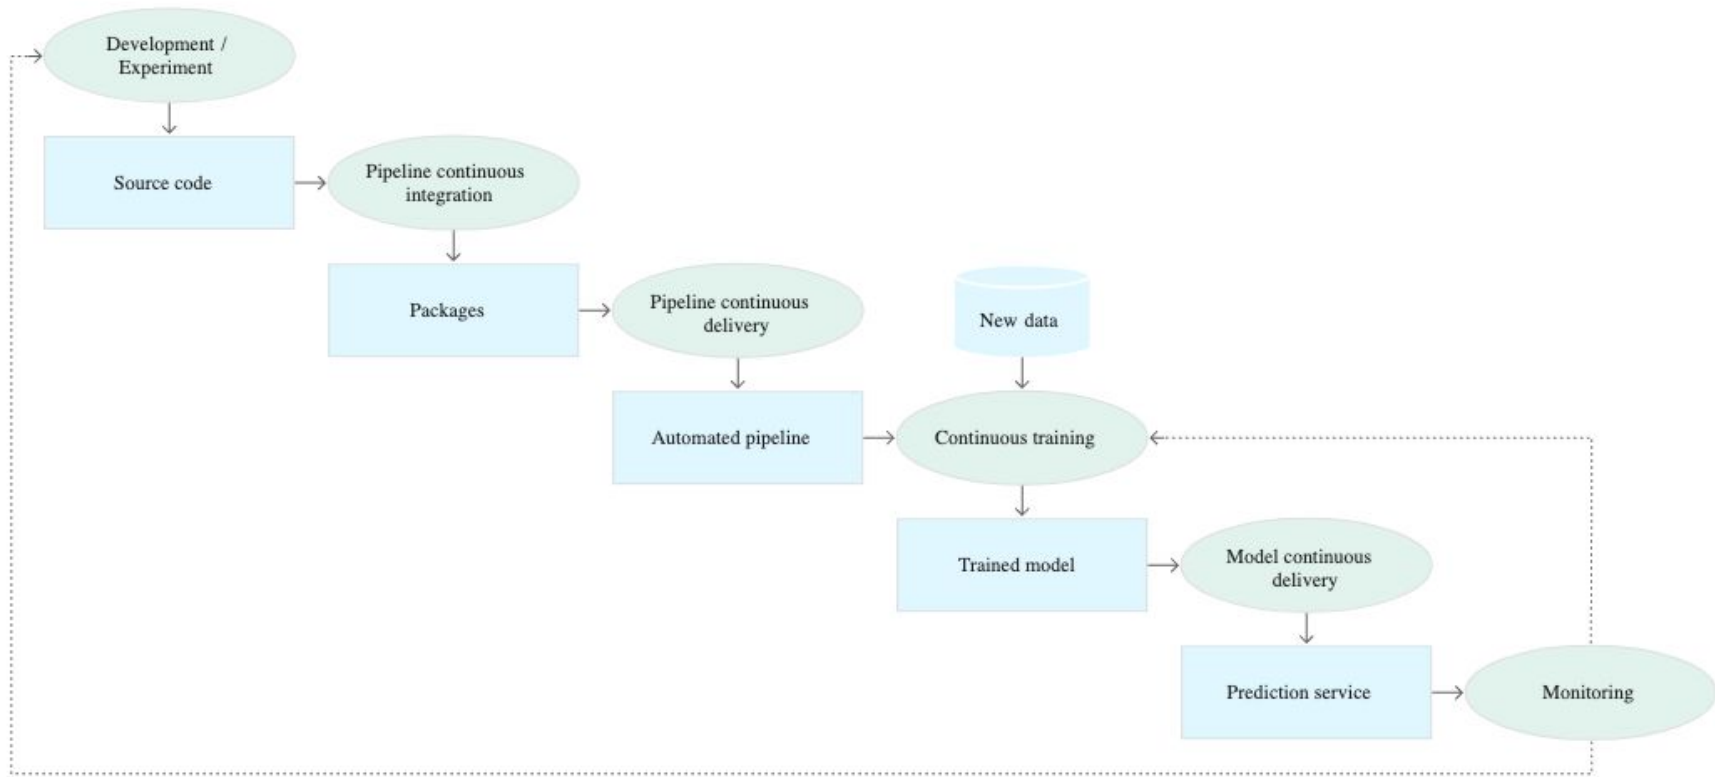 Development /
Experiment
Source code
Pipeline continuous
integration
Packages
Pipeline continuous
delivery
New data
Automated pipeline
Continuous training
Trained model
Model continuous
delivery
Prediction service
Monitoring